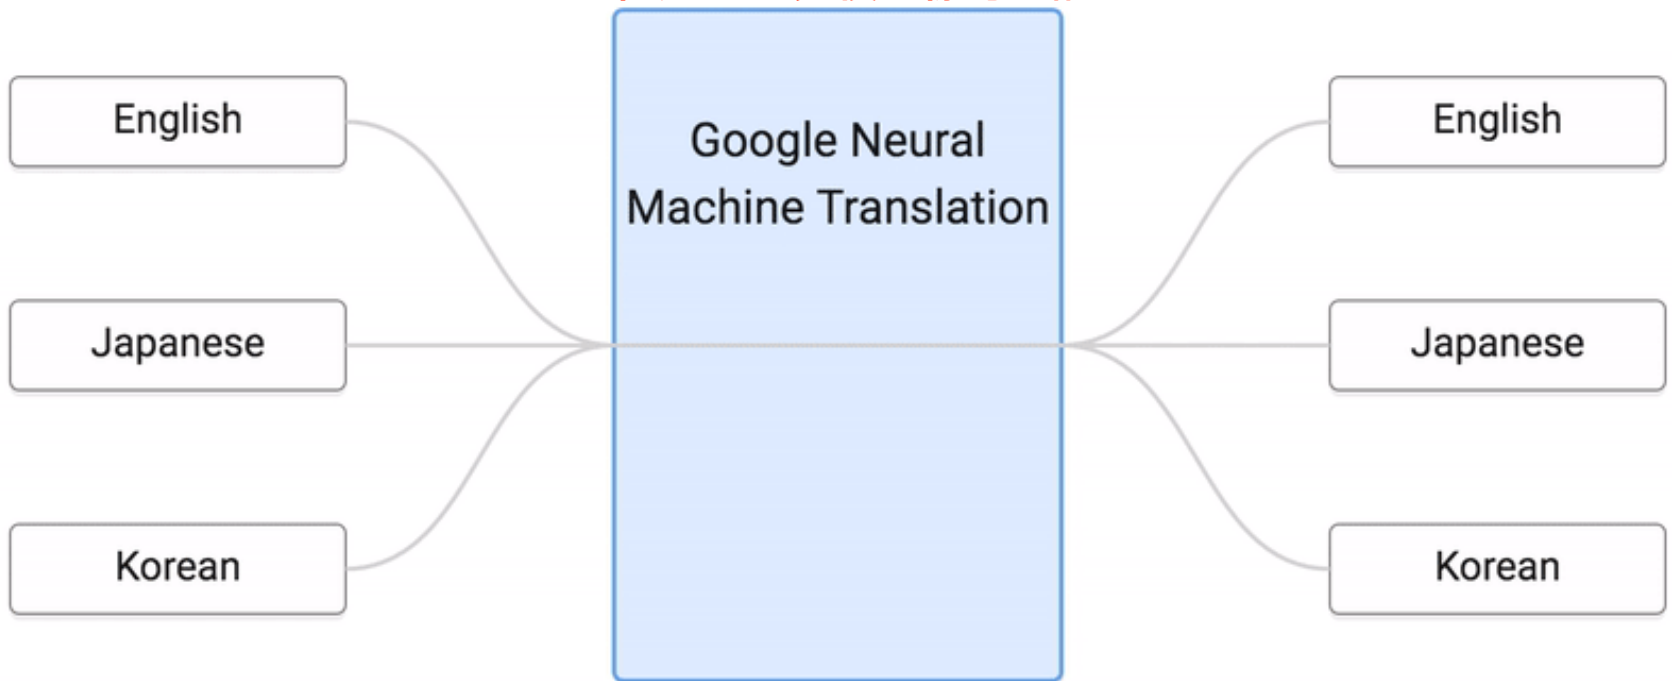 English
Japanese
Korean
Google Neural
Machine Translation
English
Japanese
Korean